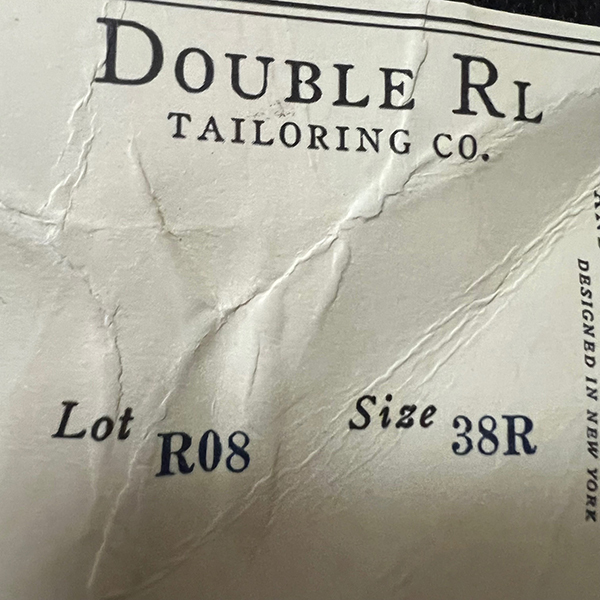 DOUBLE RL
TAILORING CO.
Lot R08
Size 38R
DESIGNED IN NEW YORK